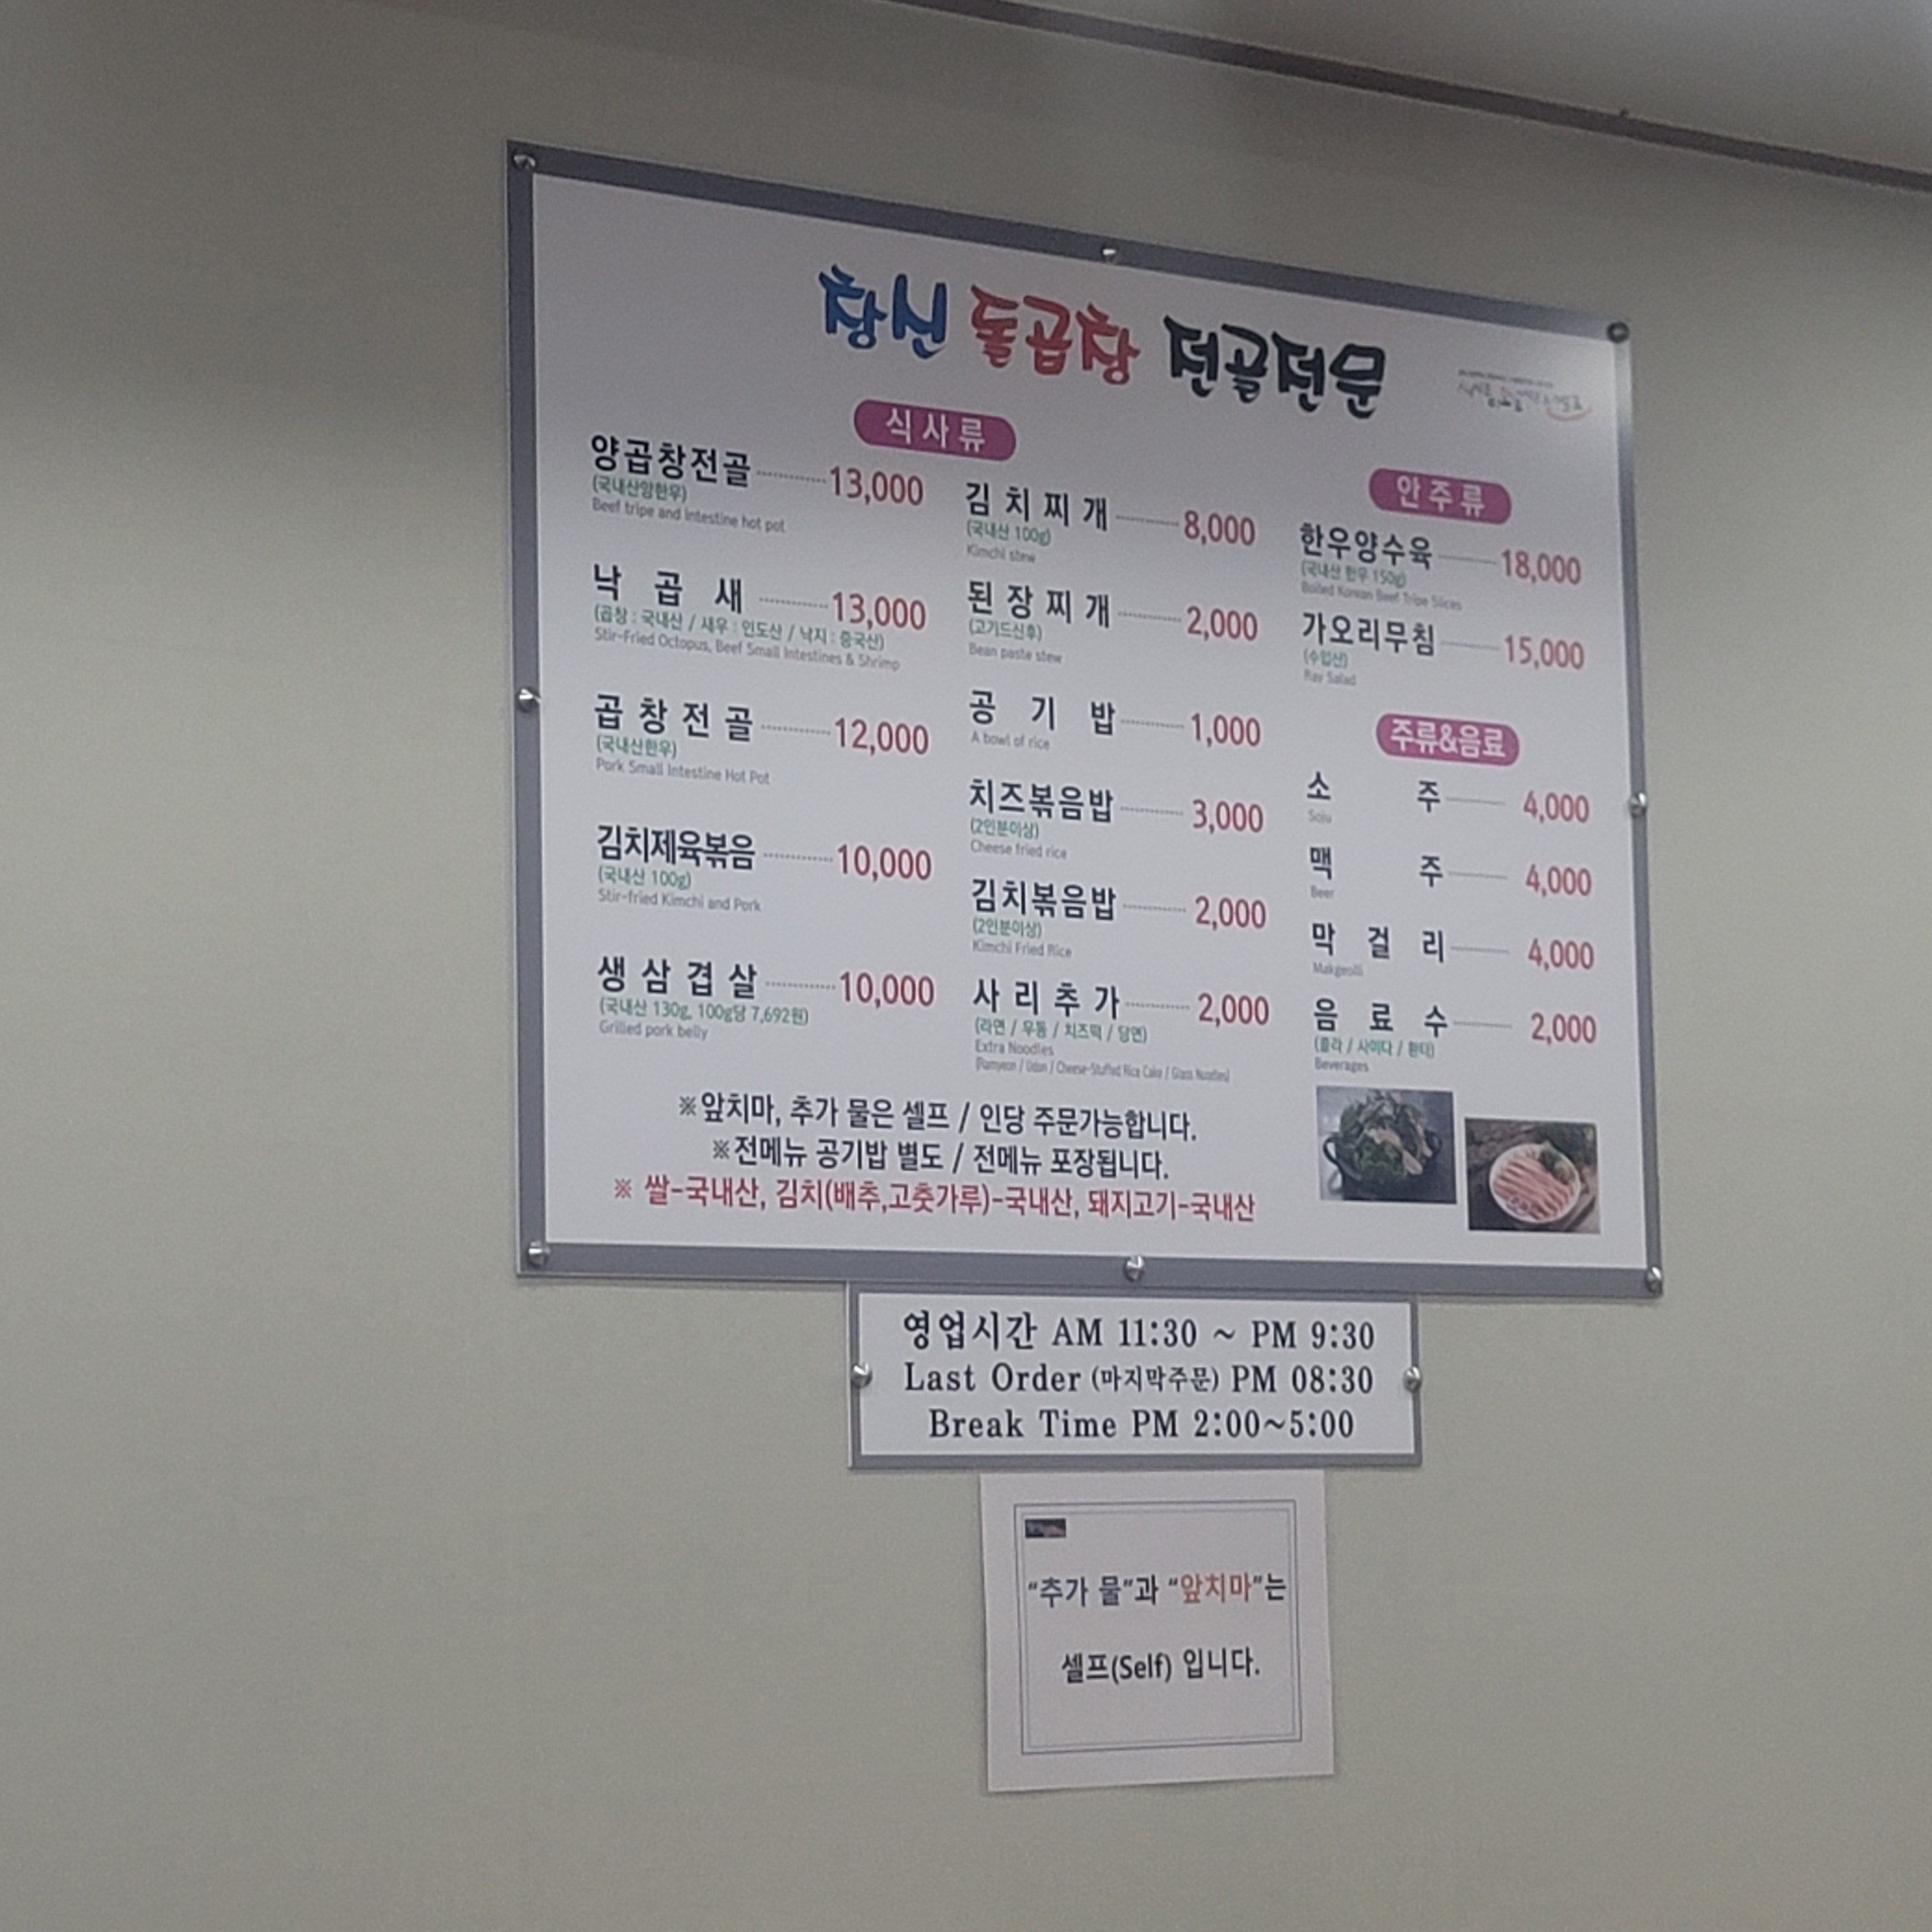 창신 돌곱창 전골전문
식사류
양곱창전골 13,000
(국내산양한우)
Beef tripe and Intestine hot pot
낙곱새 13,000
(곱창 : 국내산 / 새우 : 인도산 / 낙지 : 중국산)
Stir-Fried Octopus, Beef Small Intestines & Shrimp
곱창전골 12,000
(국내산한우)
Pork Small Intestine Hot Pot
김치제육볶음 10,000
(국내산 100g)
Stir-fried Kimchi and Pork
생삼겹살 10,000
(국내산 130g, 100g당 7,692원)
Grilled pork belly
김치찌개 8,000
(국내산 100g)
Kimchi stew
된장찌개 2,000
(고기드신후)
Bean paste stew
공기밥 1,000
A bowl of rice
치즈볶음밥 3,000
(2인분이상)
Cheese fried rice
김치볶음밥 2,000
(2인분이상)
Kimchi Fried Rice
사리추가 2,000
(라면 / 우동 / 치즈떡 / 당면)
Extra Noodles
(Ramyeon / Udon / Cheese-Stuffed Rice Cake / Glass Noodles)
안주류
한우양수육 18,000
(국내산 한우 150g)
Boiled Korean Beef Tripe Slices
가오리무침 15,000
(수입산)
Ray Salad
주류&음료
소주 4,000
Soju
맥주 4,000
Beer
막걸리 4,000
Makgeolli
음료수 2,000
(콜라 / 사이다 / 환타)
Beverages
※앞치마, 추가 물은 셀프 / 인당 주문가능합니다.
※전메뉴 공기밥 별도 / 전메뉴 포장됩니다.
※ 쌀-국내산, 김치(배추,고춧가루)-국내산, 돼지고기-국내산
영업시간 AM 11:30 ~ PM 9:30
Last Order (마지막주문) PM 08:30
Break Time PM 2:00~5:00
"추가 물"과 "앞치마"는
셀프(Self) 입니다.